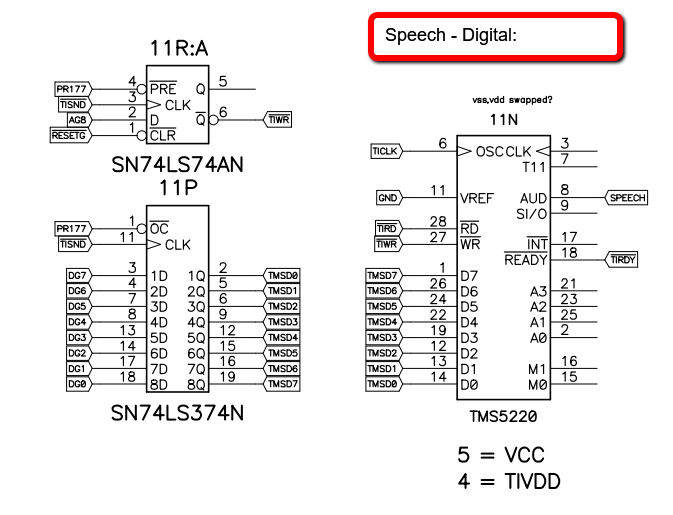 Speech - Digital:
11R:A
PR177 4 PRE Q 5
TISND 3 CLK
AG8 2 D Q 6 TIWR
RESETG 1 CLR
SN74LS74AN
11P
PR177 1 OC
TISND 11 CLK
DG7 3 1D 1Q 2 TMSD0
DG6 4 2D 2Q 5 TMSD1
DG5 7 3D 3Q 6 TMSD2
DG4 8 4D 4Q 9 TMSD3
DG3 13 5D 5Q 12 TMSD4
DG2 14 6D 6Q 15 TMSD5
DG1 17 7D 7Q 16 TMSD6
DG0 18 8D 8Q 19 TMSD7
SN74LS374N
vss,vdd swapped?
11N
TICLK 6 OSC CLK 3
T11 7
GND 11 VREF AUD 8 SPEECH
SI/O 9
TIRD 28 RD
TIWR 27 WR INT 17
READY 18 TIRDY
TMSD7 1 D7
TMSD6 26 D6 A3 21
TMSD5 24 D5 A2 23
TMSD4 22 D4 A1 25
TMSD3 19 D3 A0 2
TMSD2 12 D2
TMSD1 13 D1 M1 16
TMSD0 14 D0 M0 15
TMS5220
5 = VCC
4 = TIVDD